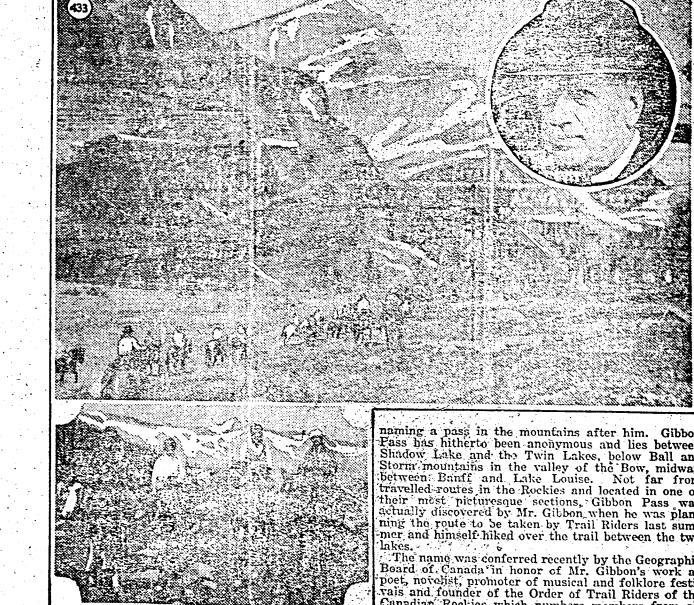 433
naming a pass in the mountains after him. Gibbo
Pass has hitherto been anonymous and lies betwee
Shadow Lake and the Twin Lakes, below Ball an
Storm mountains in the valley of the Bow, midwa
between Banff and Lake Louise. Not far fron
travelled routes in the Rockies and located in one o
their most picturesque sections, Gibbon Pass wa
actually discovered by Mr. Gibbon when he was plan
ning the route to be taken by Trail Riders last sum
mer and himself hiked over the trail between the tw
lakes.
The name was conferred recently by the Geographi
Board of Canada in honor of Mr. Gibbon's work a
poet, novelist, promoter of musical and folklore festi
vals and founder of the Order of Trail Riders of th
Canadian Rockies which numbers